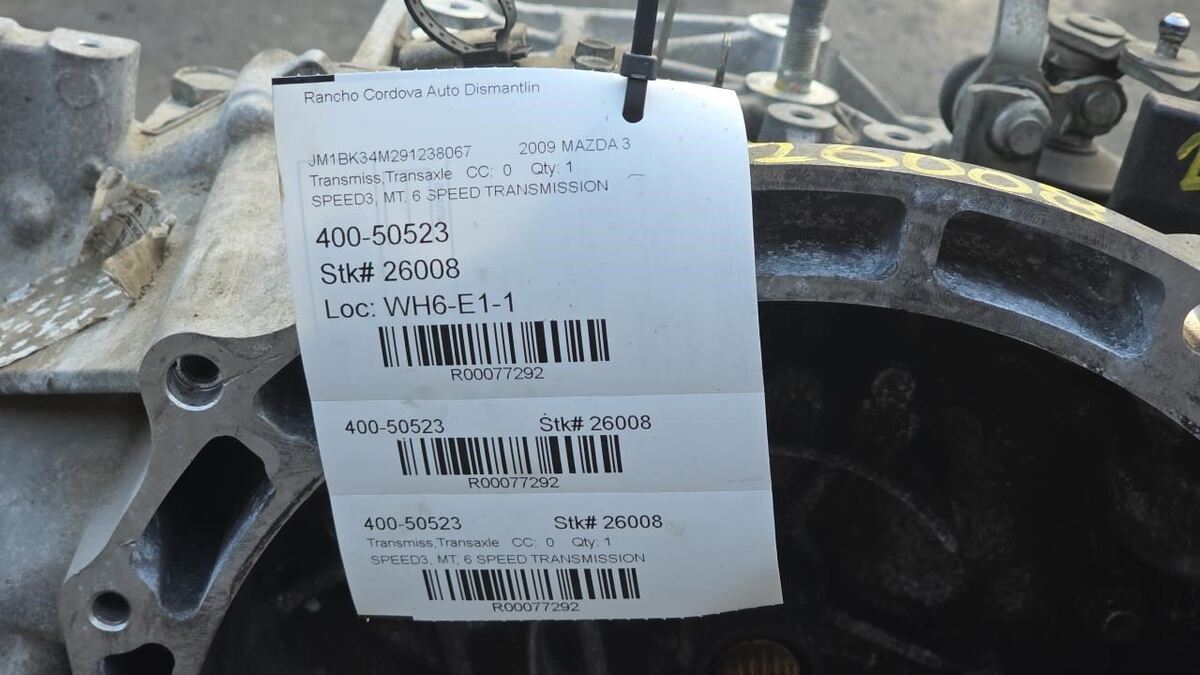 Rancho Cordova Auto Dismantlin
JM1BK34M291238067 2009 MAZDA 3
Transmiss,Transaxle CC: 0 Qty: 1
SPEED3, MT, 6 SPEED TRANSMISSION
400-50523
Stk# 26008
Loc: WH6-E1-1
R00077292
400-50523 Stk# 26008
R00077292
400-50523 Stk# 26008
Transmiss,Transaxle CC: 0 Qty: 1
SPEED3, MT, 6 SPEED TRANSMISSION
R00077292
26008